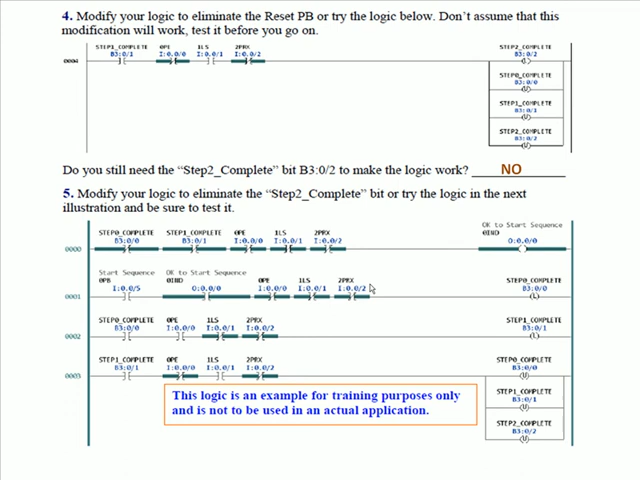 4. Modify your logic to eliminate the Reset PB or try the logic below. Don't assume that this
modification will work, test it before you go on.
STEP1_COMPLETE OPE 1LS 2PRX STEP2_COMPLETE
B3:0/1 I:0.0/0 I:0.0/1 I:0.0/2 B3:0/2
0004
STEP0_COMPLETE
B3:0/0
STEP1_COMPLETE
B3:0/1
STEP2_COMPLETE
B3:0/2
Do you still need the "Step2_Complete" bit B3:0/2 to make the logic work? NO
5. Modify your logic to eliminate the "Step2_Complete" bit or try the logic in the next
illustration and be sure to test it.
OK to Start Sequence
STEP0_COMPLETE STEP1_COMPLETE OPE 1LS 2PRX 0IND
B3:0/0 B3:0/1 I:0.0/0 I:0.0/1 I:0.0/2 O:0.0/0
0000
Start Sequence OK to Start Sequence
0PB 0IND OPE 1LS 2PRX STEP0_COMPLETE
I:0.0/5 O:0.0/0 I:0.0/0 I:0.0/1 I:0.0/2 B3:0/0
0001
STEP0_COMPLETE OPE 1LS 2PRX STEP1_COMPLETE
B3:0/0 I:0.0/0 I:0.0/1 I:0.0/2 B3:0/1
0002
STEP1_COMPLETE OPE 1LS 2PRX STEP0_COMPLETE
B3:0/1 I:0.0/0 I:0.0/1 I:0.0/2 B3:0/0
0003
STEP1_COMPLETE
B3:0/1
STEP2_COMPLETE
B3:0/2
This logic is an example for training purposes only
and is not to be used in an actual application.